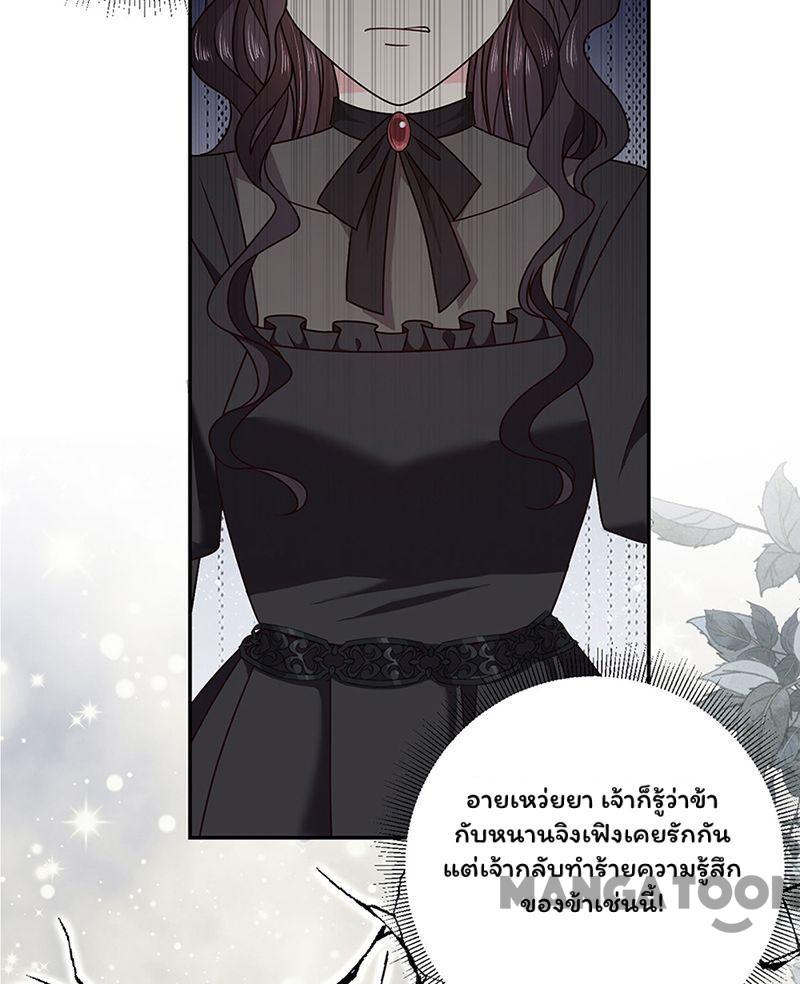 อายเหว่ยยา เจ้าก็รู้ว่าข้า
กับหนานจิงเฟิงเคยรักกัน
แต่เจ้ากลับทำร้ายความรู้สึก
ของข้าเช่นนี้!
MANGATOON